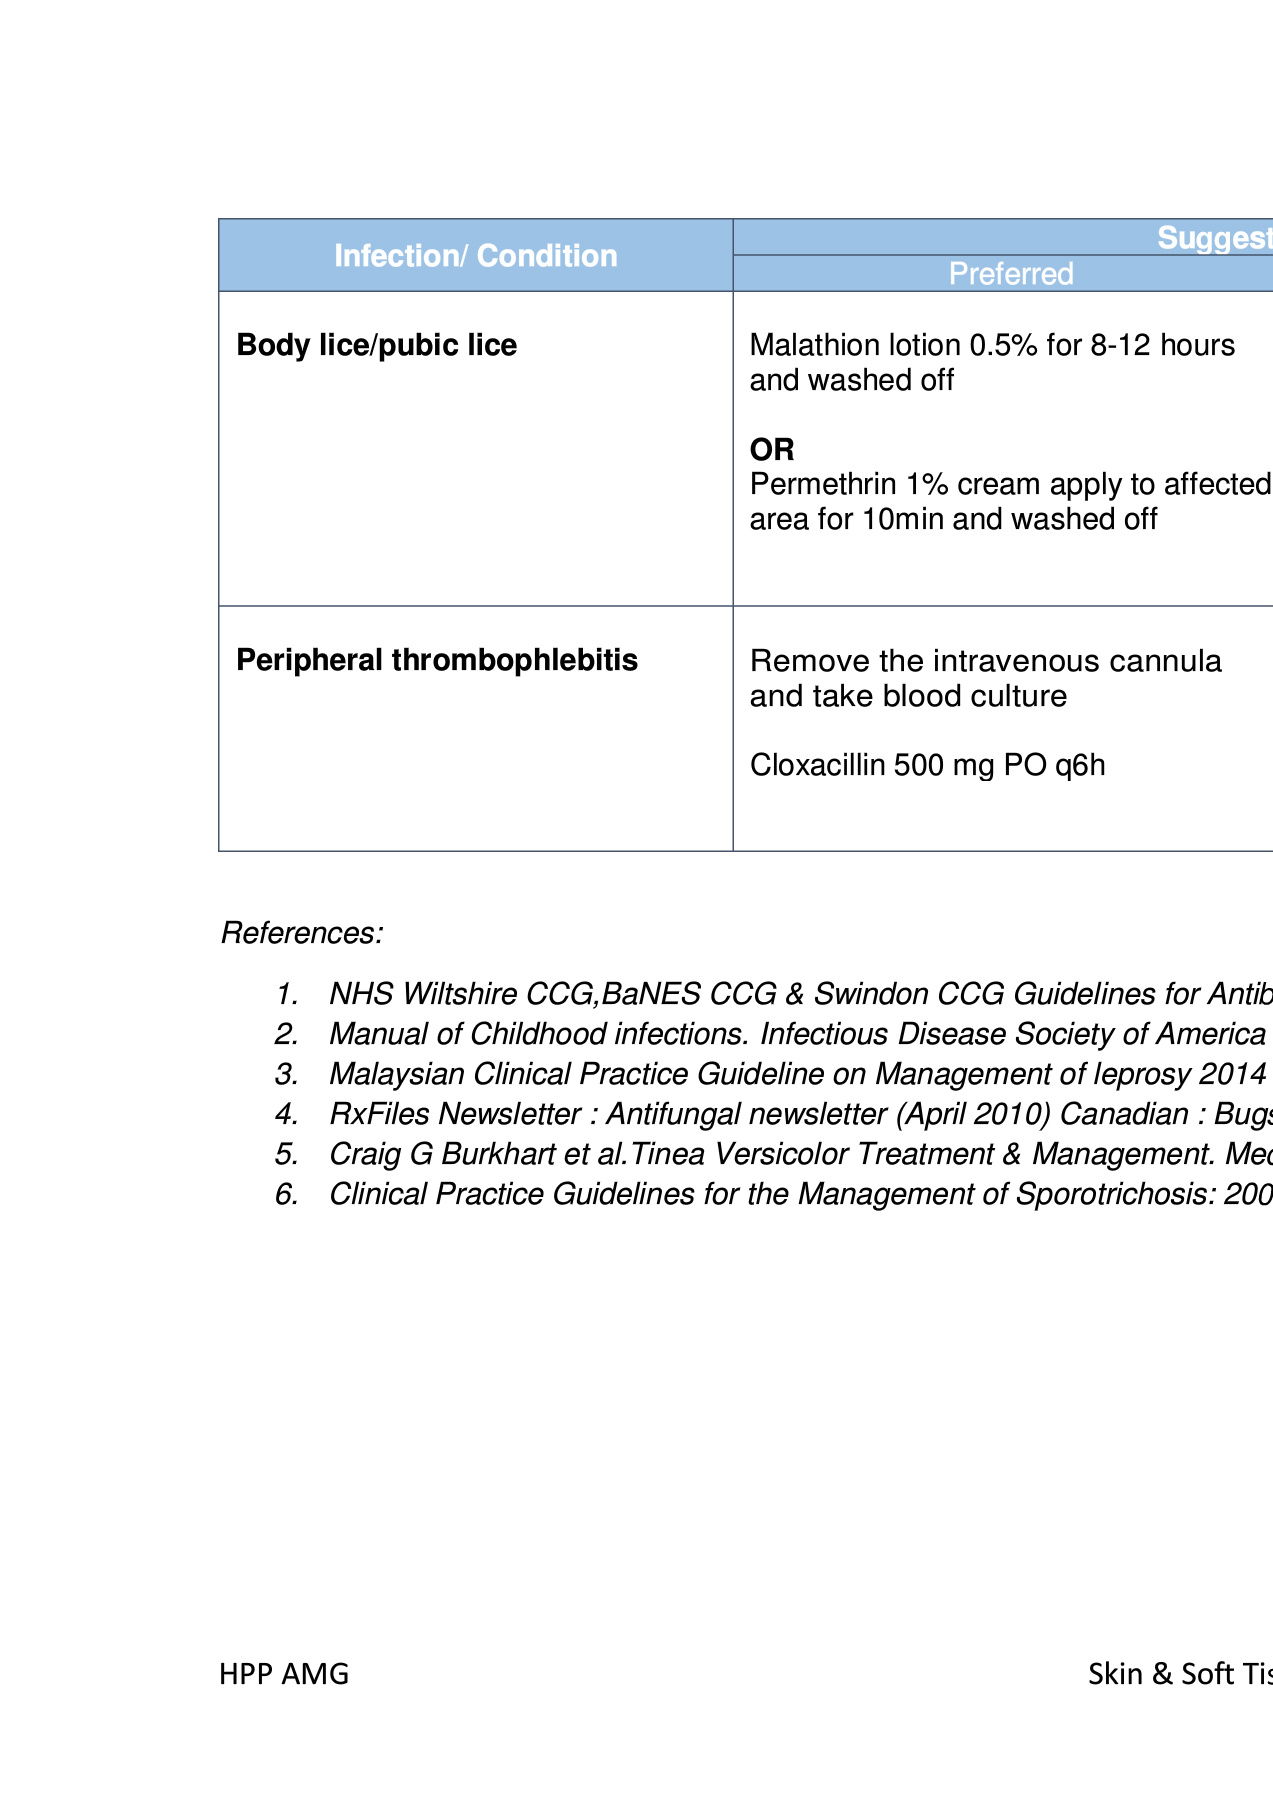 Infection/ Condition
Suggest
Preferred
Body lice/pubic lice
Malathion lotion 0.5% for 8-12 hours
and washed off
OR
Permethrin 1% cream apply to affected
area for 10min and washed off
Peripheral thrombophlebitis
Remove the intravenous cannula
and take blood culture
Cloxacillin 500 mg PO q6h
References:
1. NHS Wiltshire CCG,BaNES CCG & Swindon CCG Guidelines for Antib
2. Manual of Childhood infections. Infectious Disease Society of America
3. Malaysian Clinical Practice Guideline on Management of leprosy 2014
4. RxFiles Newsletter : Antifungal newsletter (April 2010) Canadian : Bugs
5. Craig G Burkhart et al.Tinea Versicolor Treatment & Management. Med
6. Clinical Practice Guidelines for the Management of Sporotrichosis: 200
HPP AMG
Skin & Soft Tis